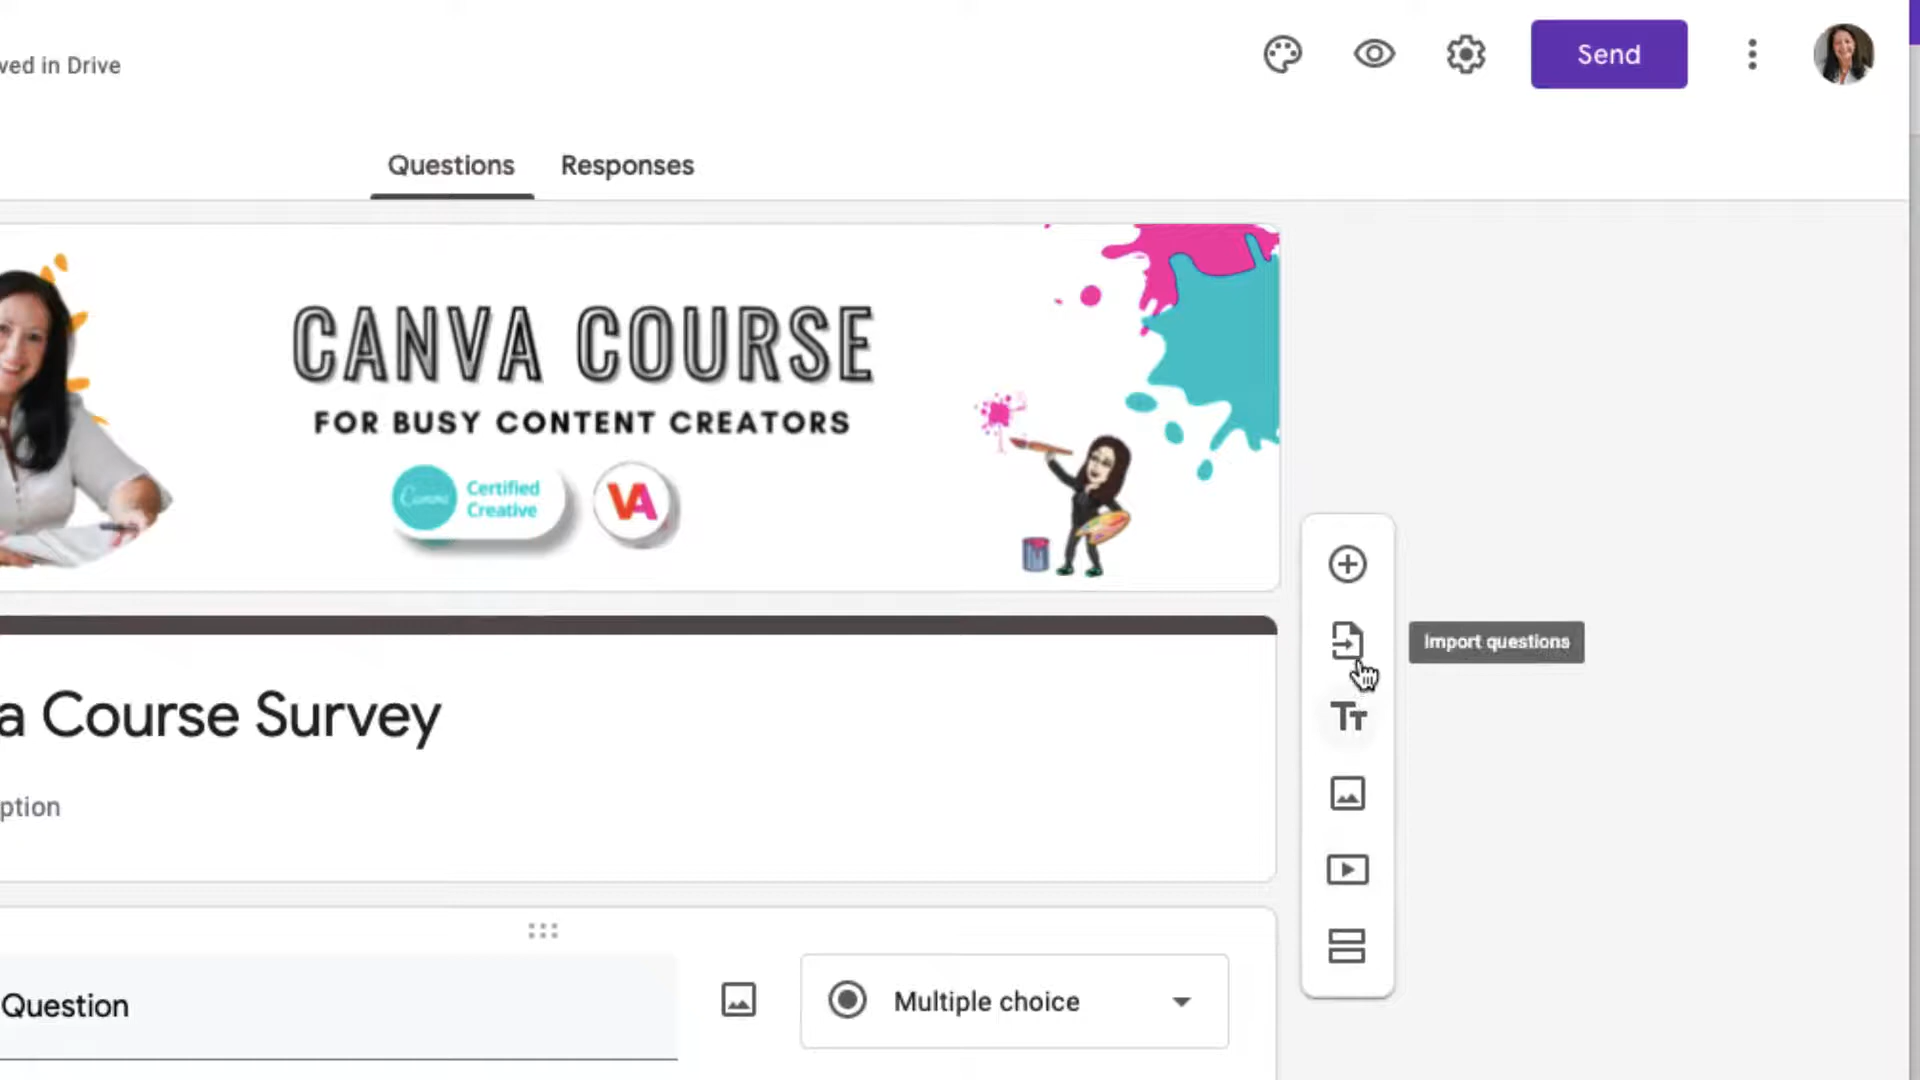 ved in Drive
Send
Questions
Responses
CANVA COURSE
FOR BUSY CONTENT CREATORS
Canva
Certified
Creative
VA
Import questions
a Course Survey
ption
Question
Multiple choice